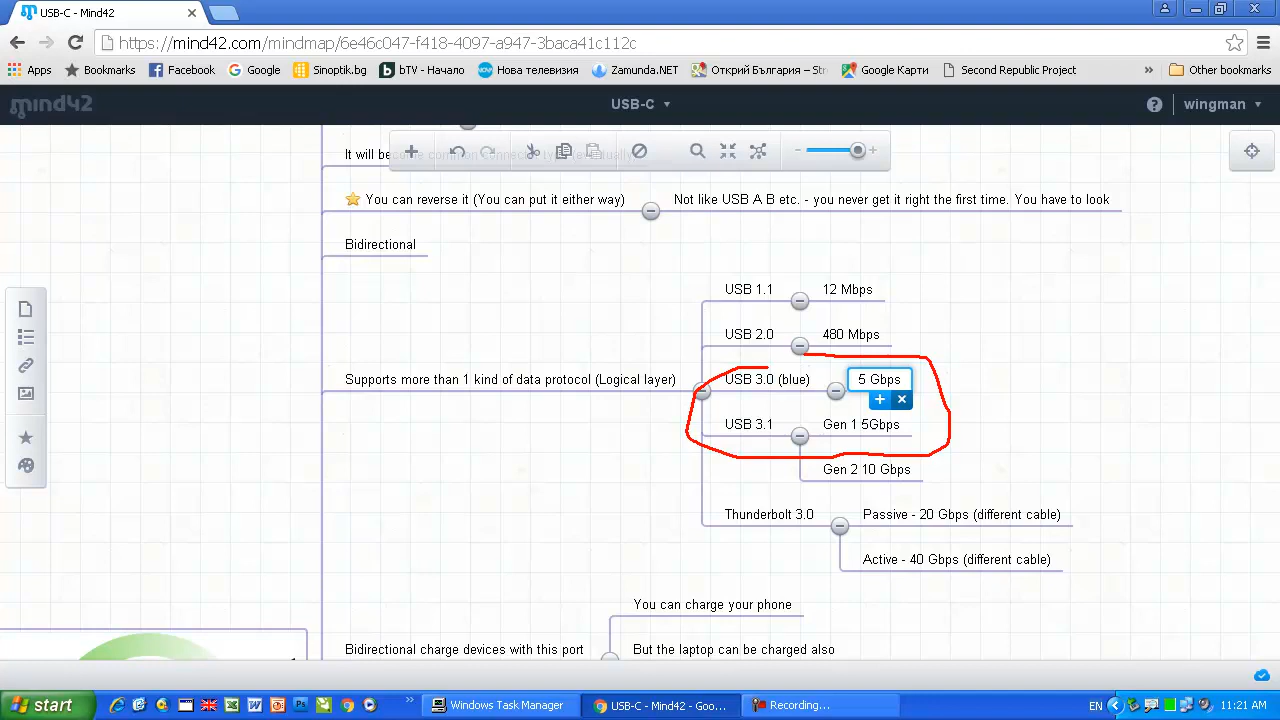 USB-C - Mind42
https://mind42.com/mindmap/6e46c047-f418-4097-a947-3baea41c112c
Apps Bookmarks Facebook Google Sinoptik.bg bTV - Начало Нова телевизия Zamunda.NET България – Google Карти Second Republic Project » Other bookmarks
mind42 USB-C wingman
It will
You can reverse it (You can put it either way) Not like USB A B etc. - you never get it right the first time. You have to look
Bidirectional
USB 1.1 12 Mbps
USB 2.0 480 Mbps
Supports more than 1 kind of data protocol (Logical layer) USB 3.0 (blue) 5 Gbps
USB 3.1 Gen 1 5Gbps
Gen 2 10 Gbps
Thunderbolt 3.0 Passive - 20 Gbps (different cable)
Active - 40 Gbps (different cable)
You can charge your phone
Bidirectional charge devices with this port But the laptop can be charged also
start » Windows Task Manager USB-C - Mind42 - Goo... Recording... EN 11:21 AM